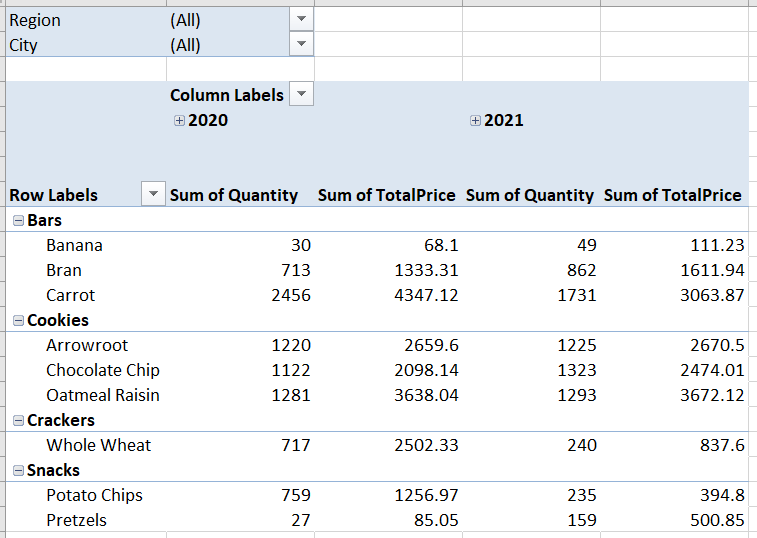 Region (All)
City (All)
Column Labels
2020 2021
Row Labels Sum of Quantity Sum of TotalPrice Sum of Quantity Sum of TotalPrice
Bars
Banana 30 68.1 49 111.23
Bran 713 1333.31 862 1611.94
Carrot 2456 4347.12 1731 3063.87
Cookies
Arrowroot 1220 2659.6 1225 2670.5
Chocolate Chip 1122 2098.14 1323 2474.01
Oatmeal Raisin 1281 3638.04 1293 3672.12
Crackers
Whole Wheat 717 2502.33 240 837.6
Snacks
Potato Chips 759 1256.97 235 394.8
Pretzels 27 85.05 159 500.85